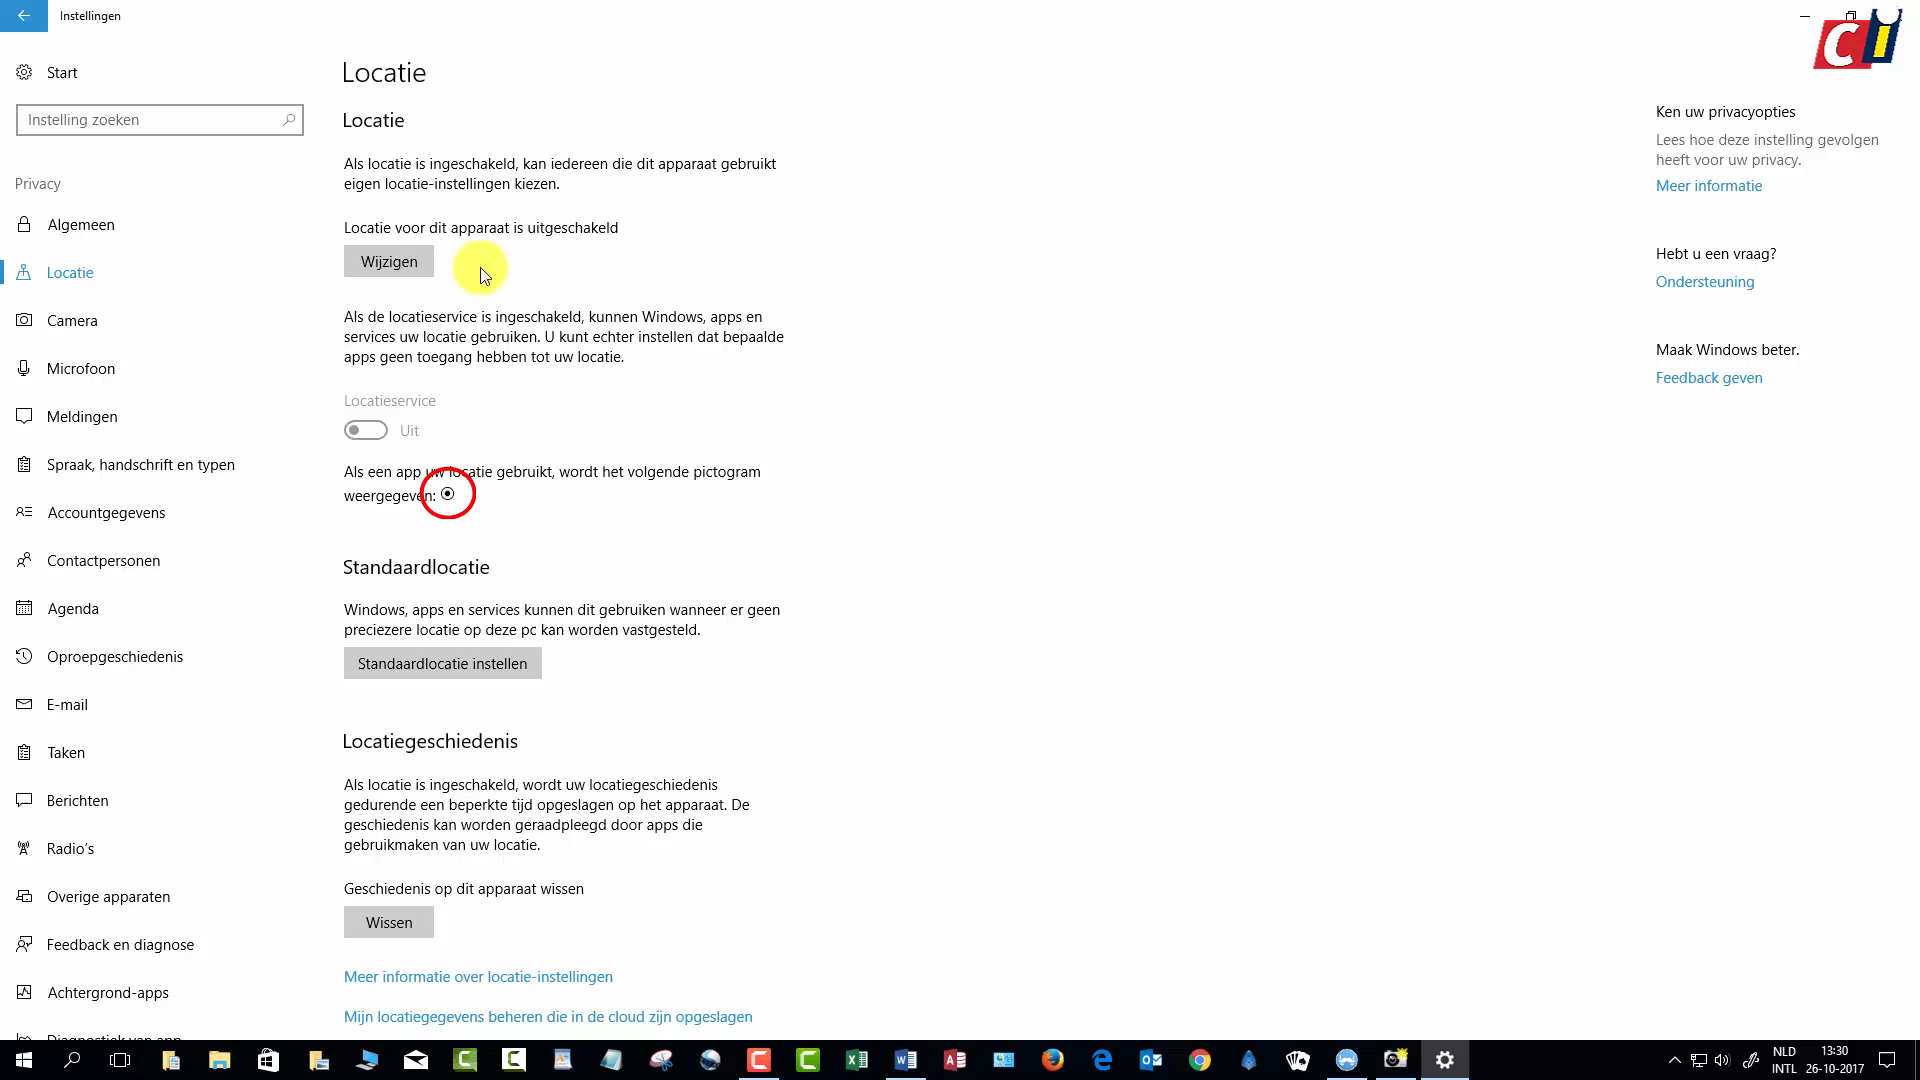 Instellingen
Start
Instelling zoeken
Privacy
Algemeen
Locatie
Camera
Microfoon
Meldingen
Spraak, handschrift en typen
Accountgegevens
Contactpersonen
Agenda
Oproepgeschiedenis
E-mail
Taken
Berichten
Radio's
Overige apparaten
Feedback en diagnose
Achtergrond-apps
Locatie
Locatie
Als locatie is ingeschakeld, kan iedereen die dit apparaat gebruikt
eigen locatie-instellingen kiezen.
Locatie voor dit apparaat is uitgeschakeld
Wijzigen
Als de locatieservice is ingeschakeld, kunnen Windows, apps en
services uw locatie gebruiken. U kunt echter instellen dat bepaalde
apps geen toegang hebben tot uw locatie.
Locatieservice
Uit
Als een app uw locatie gebruikt, wordt het volgende pictogram
weergegeven:
Standaardlocatie
Windows, apps en services kunnen dit gebruiken wanneer er geen
preciezere locatie op deze pc kan worden vastgesteld.
Standaardlocatie instellen
Locatiegeschiedenis
Als locatie is ingeschakeld, wordt uw locatiegeschiedenis
gedurende een beperkte tijd opgeslagen op het apparaat. De
geschiedenis kan worden geraadpleegd door apps die
gebruikmaken van uw locatie.
Geschiedenis op dit apparaat wissen
Wissen
Meer informatie over locatie-instellingen
Mijn locatiegegevens beheren die in de cloud zijn opgeslagen
Ken uw privacyopties
Lees hoe deze instelling gevolgen
heeft voor uw privacy.
Meer informatie
Hebt u een vraag?
Ondersteuning
Maak Windows beter.
Feedback geven
NLD
INTL
13:30
26-10-2017